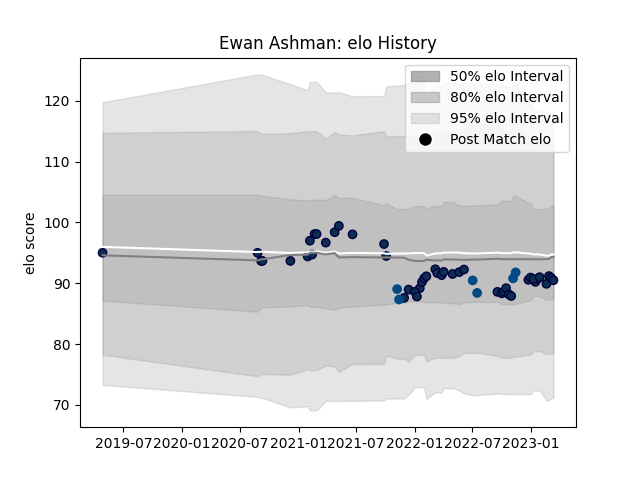 Ewan Ashman: elo History
50% elo Interval
80% elo Interval
95% elo Interval
Post Match elo
elo score
120
110
100
90
80
70
2019-07 2020-01 2020-07 2021-01 2021-07 2022-01 2022-07 2023-01